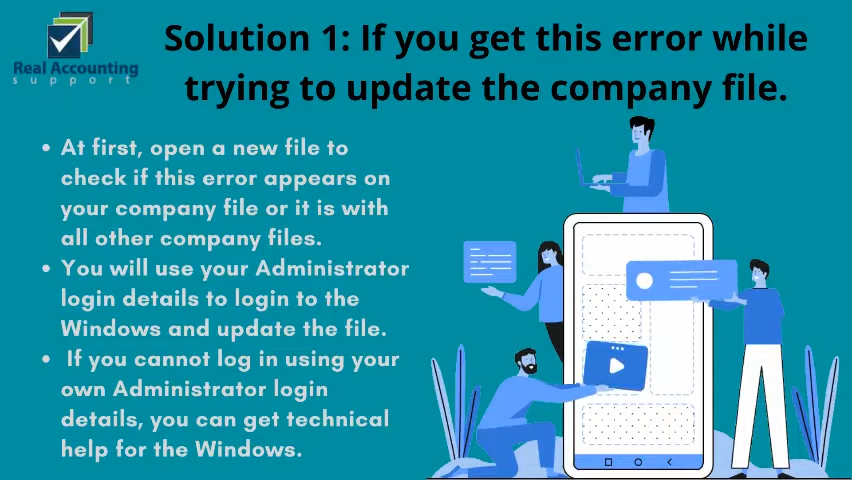 Real Accounting
support
Solution 1: If you get this error while
trying to update the company file.
• At first, open a new file to
check if this error appears on
your company file or it is with
all other company files.
• You will use your Administrator
login details to login to the
Windows and update the file.
• If you cannot log in using your
own Administrator login
details, you can get technical
help for the Windows.